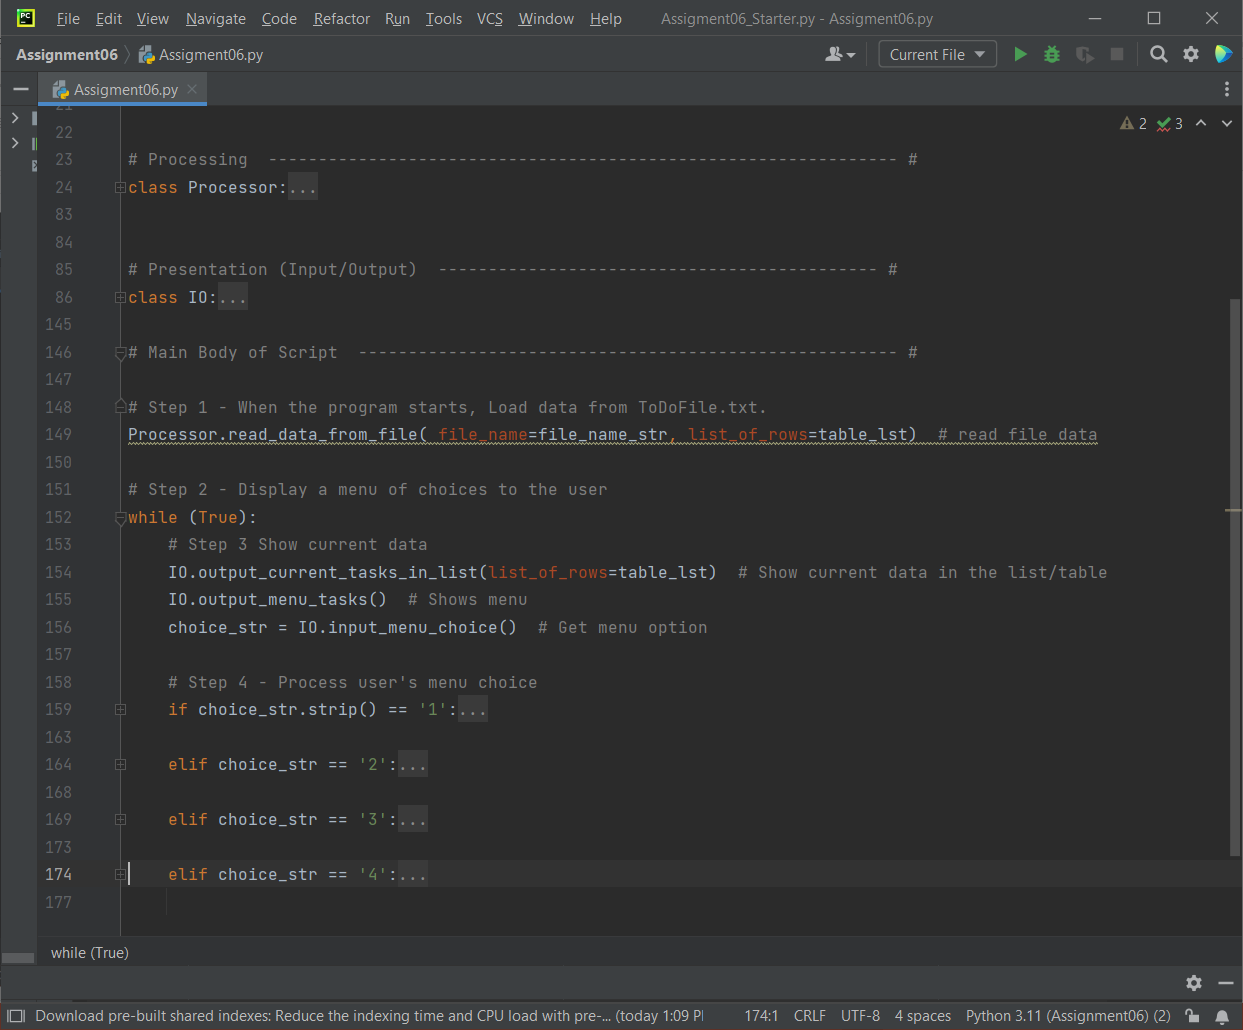 PC File Edit View Navigate Code Refactor Run Tools VCS Window Help Assigment06_Starter.py - Assigment06.py
Assignment06 Assigment06.py Current File
Assigment06.py
21
22 2 3
23 # Processing --------------------------------------------------------------- #
24 class Processor:...
83
84
85 # Presentation (Input/Output) -------------------------------------------- #
86 class IO:...
145
146 # Main Body of Script ------------------------------------------------------ #
147
148 # Step 1 - When the program starts, Load data from ToDoFile.txt.
149 Processor.read_data_from_file( file_name=file_name_str, list_of_rows=table_lst) # read file data
150
151 # Step 2 - Display a menu of choices to the user
152 while (True):
153 # Step 3 Show current data
154 IO.output_current_tasks_in_list(list_of_rows=table_lst) # Show current data in the list/table
155 IO.output_menu_tasks() # Shows menu
156 choice_str = IO.input_menu_choice() # Get menu option
157
158 # Step 4 - Process user's menu choice
159 if choice_str.strip() == '1':...
163
164 elif choice_str == '2':...
168
169 elif choice_str == '3':...
173
174 elif choice_str == '4':...
177
while (True)
Download pre-built shared indexes: Reduce the indexing time and CPU load with pre-... (today 1:09 P 174:1 CRLF UTF-8 4 spaces Python 3.11 (Assignment06) (2)